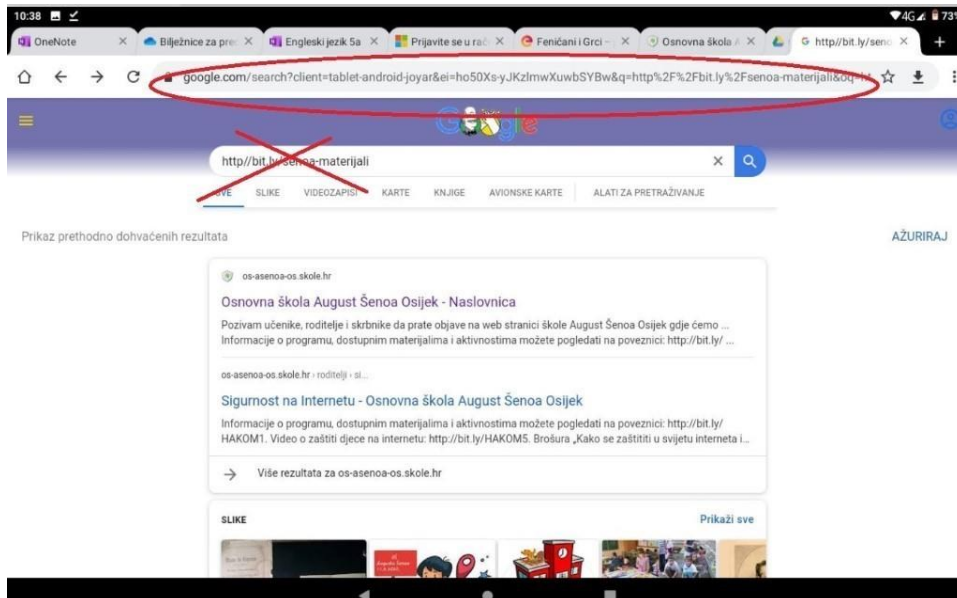 10:38
4G 73%
OneNote
Bilježnice za pre
Engleski jezik 5a
Prijavite se u rač
Feničani i Grci -
Osnovna škola A
http//bit.ly/seno
google.com/search?client=tablet-android-joyar&ei=ho50Xs-yJKzlmwXuwbSYBw&q=http%2F%2Fbit.ly%2Fsenoa-materijali&oq=ht
Google
http//bit.ly/senoa-materijali
SVE SLIKE VIDEOZAPISI KARTE KNJIGE AVIONSKE KARTE ALATI ZA PRETRAŽIVANJE
Prikaz prethodno dohvaćenih rezultata
AŽURIRAJ
os-asenoa-os.skole.hr
Osnovna škola August Šenoa Osijek - Naslovnica
Pozivam učenike, roditelje i skrbnike da prate objave na web stranici škole August Šenoa Osijek gdje ćemo ...
Informacije o programu, dostupnim materijalima i aktivnostima možete pogledati na poveznici: http://bit.ly/ ...
os-asenoa-os.skole.hr › roditelji › si...
Sigurnost na Internetu - Osnovna škola August Šenoa Osijek
Informacije o programu, dostupnim materijalima i aktivnostima možete pogledati na poveznici: http://bit.ly/
HAKOM1. Video o zaštiti djece na internetu: http://bit.ly/HAKOM5. Brošura „Kako se zaštititi u svijetu interneta i...
Više rezultata za os-asenoa-os.skole.hr
SLIKE
Prikaži sve